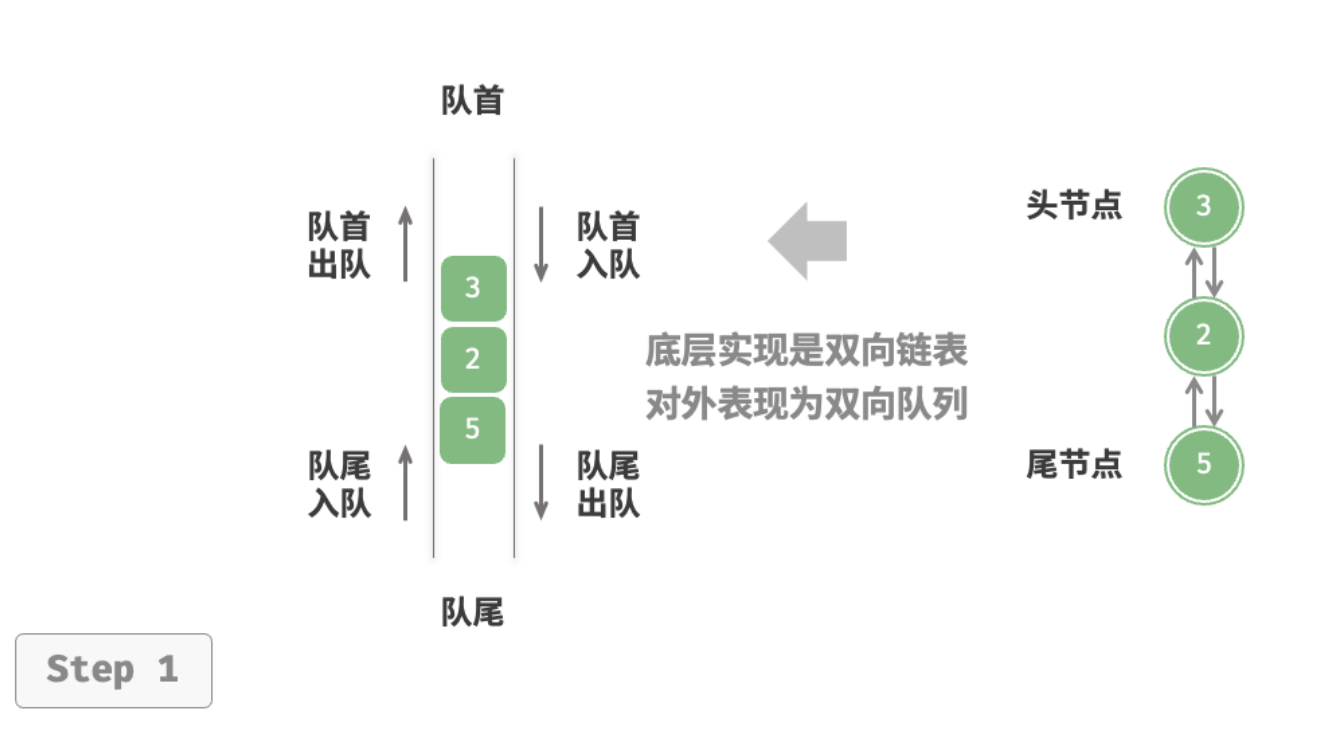 队首
队首
出队
队首
入队
3
2
5
队尾
入队
队尾
出队
队尾
底层实现是双向链表
对外表现为双向队列
头节点
3
2
尾节点
5
Step 1